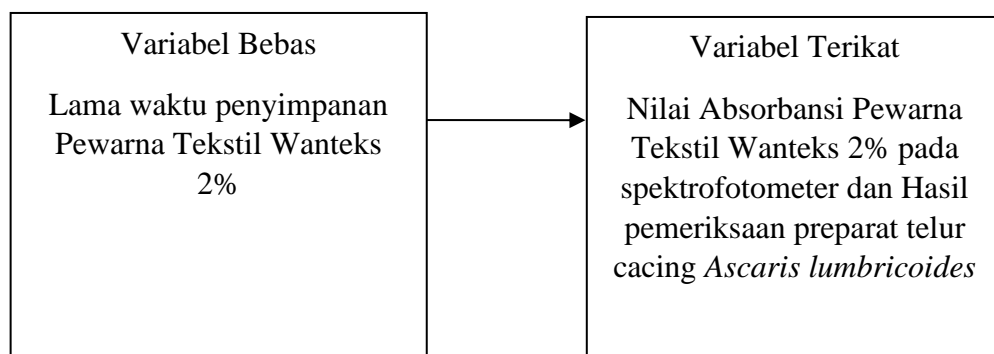 Variabel Bebas
Lama waktu penyimpanan
Pewarna Tekstil Wanteks
2%
Variabel Terikat
Nilai Absorbansi Pewarna
Tekstil Wanteks 2% pada
spektrofotometer dan Hasil
pemeriksaan preparat telur
cacing Ascaris lumbricoides